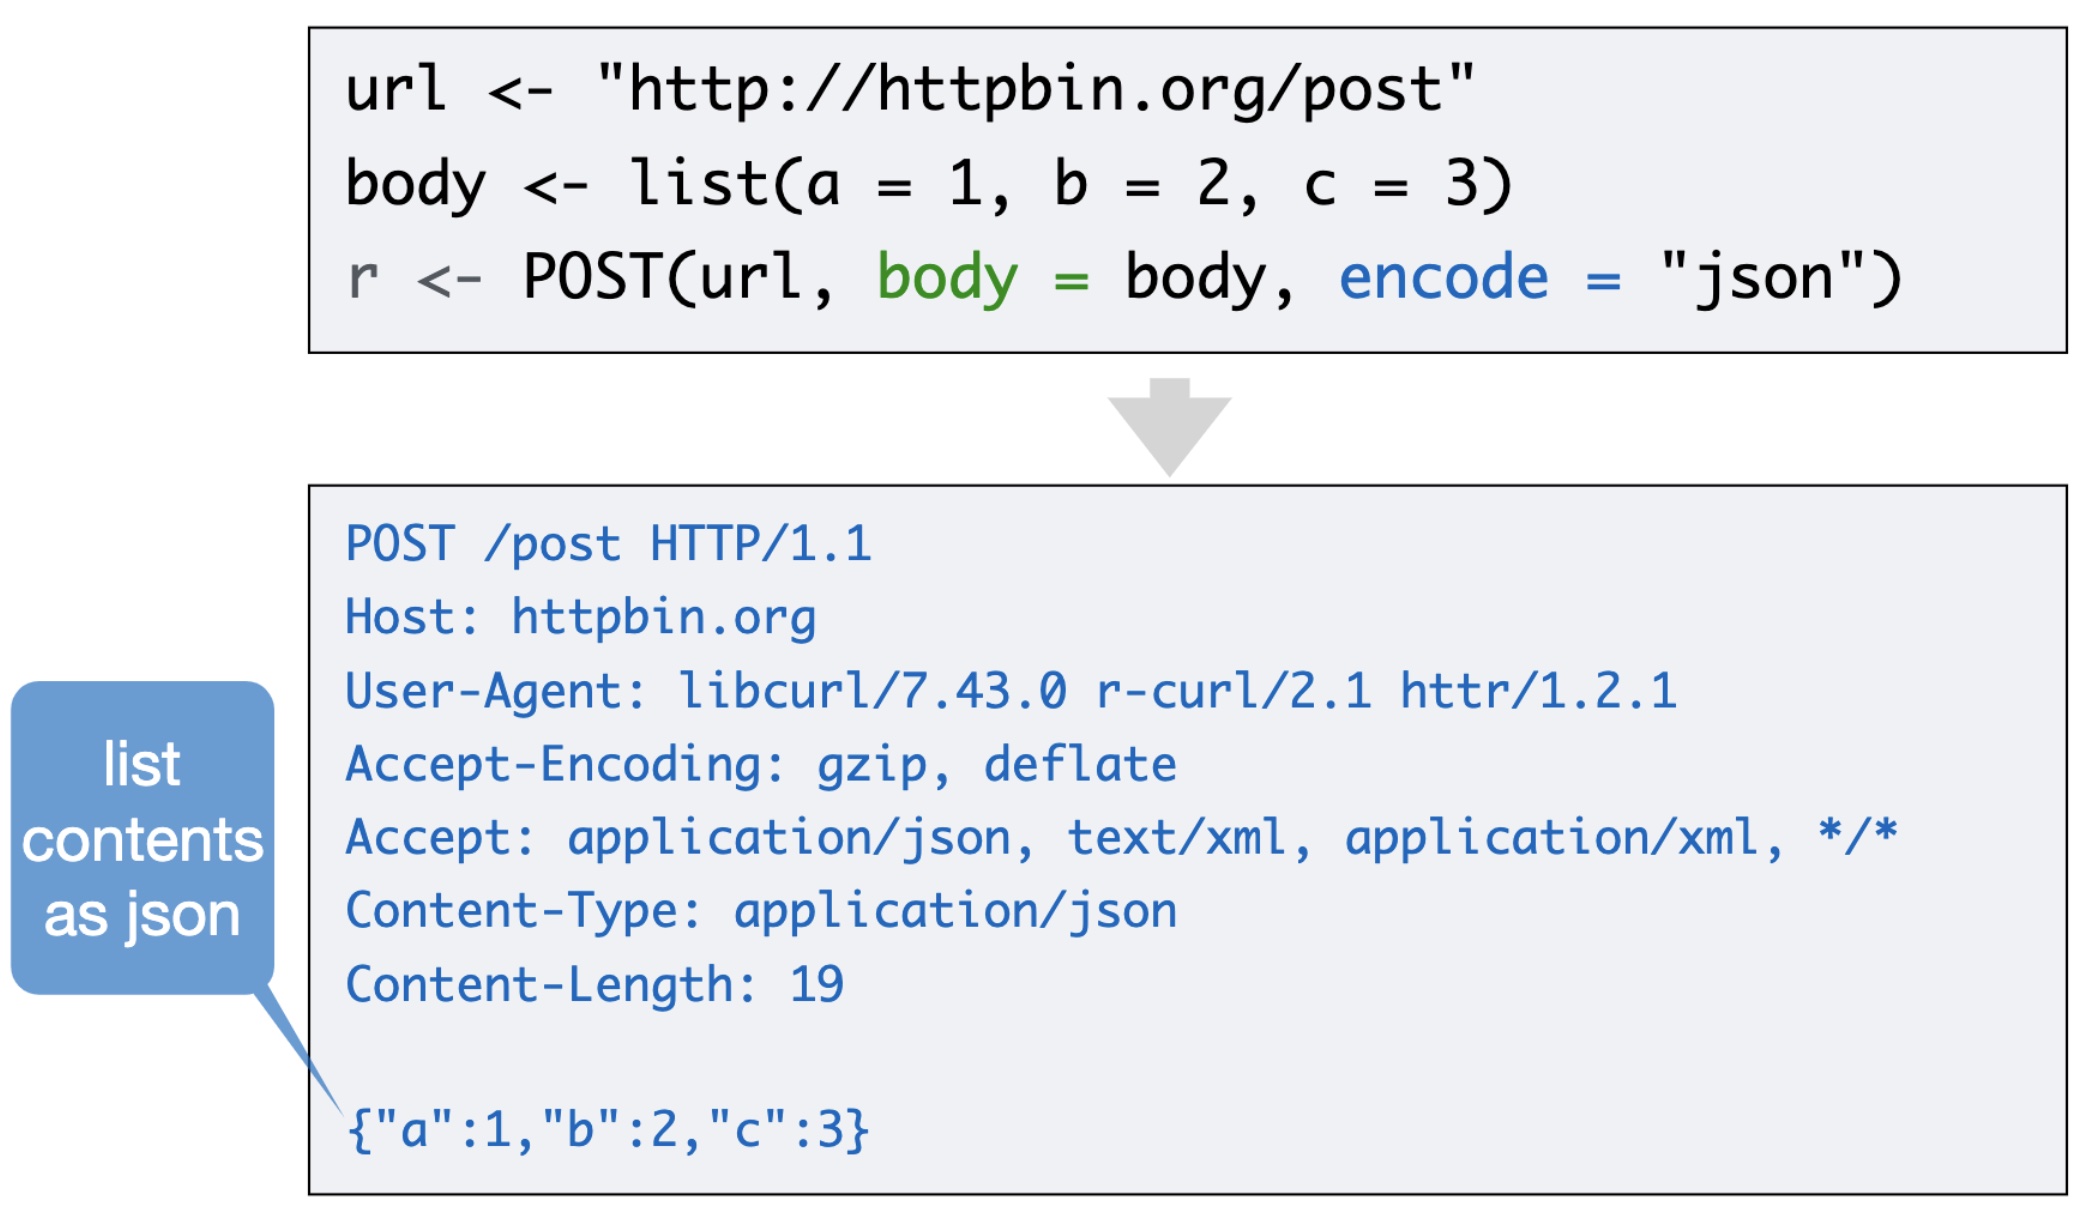 url <- "http://httpbin.org/post"
body <- list(a = 1, b = 2, c = 3)
r <- POST(url, body = body, encode = "json")
POST /post HTTP/1.1
Host: httpbin.org
User-Agent: libcurl/7.43.0 r-curl/2.1 httr/1.2.1
Accept-Encoding: gzip, deflate
Accept: application/json, text/xml, application/xml, */*
Content-Type: application/json
Content-Length: 19
{"a":1,"b":2,"c":3}
list
contents
as json